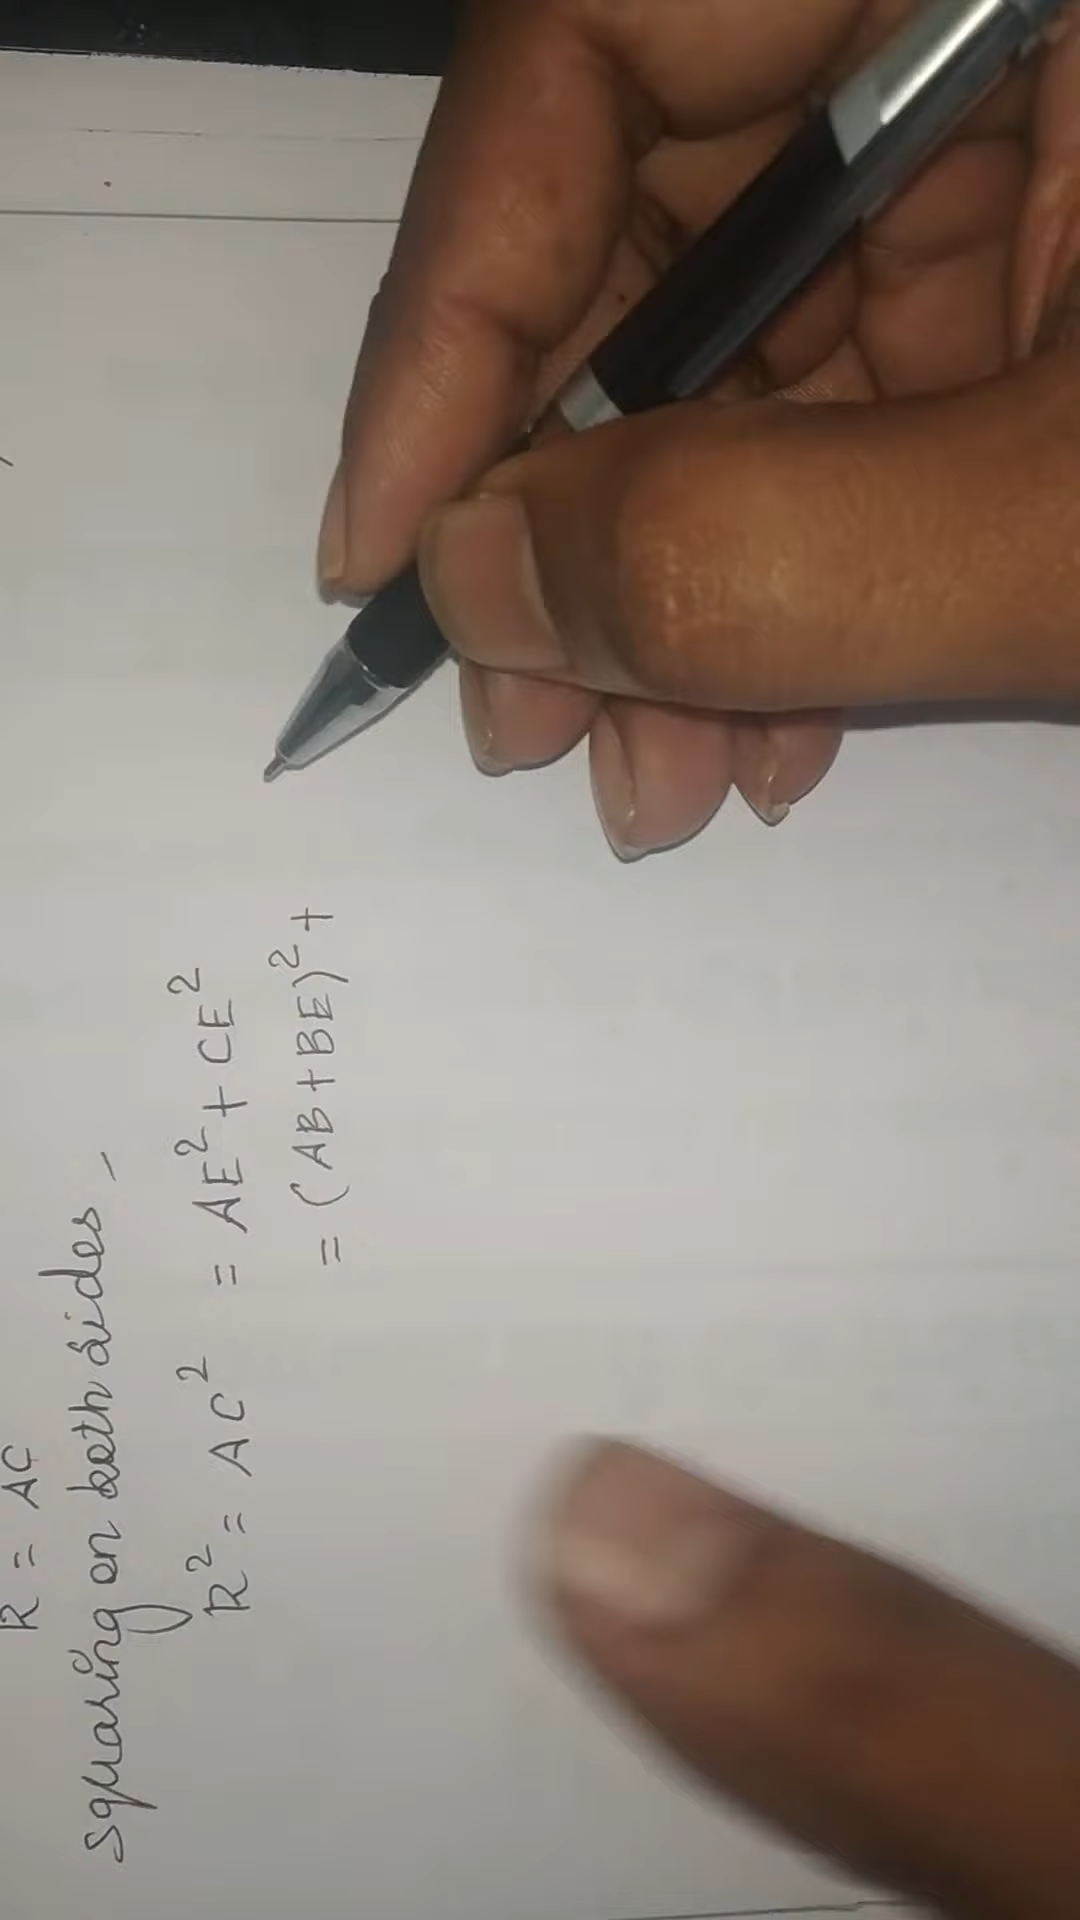 R = AC
squaring on both sides -
R² = AC² = AE² + CE²
= (AB + BE)² +